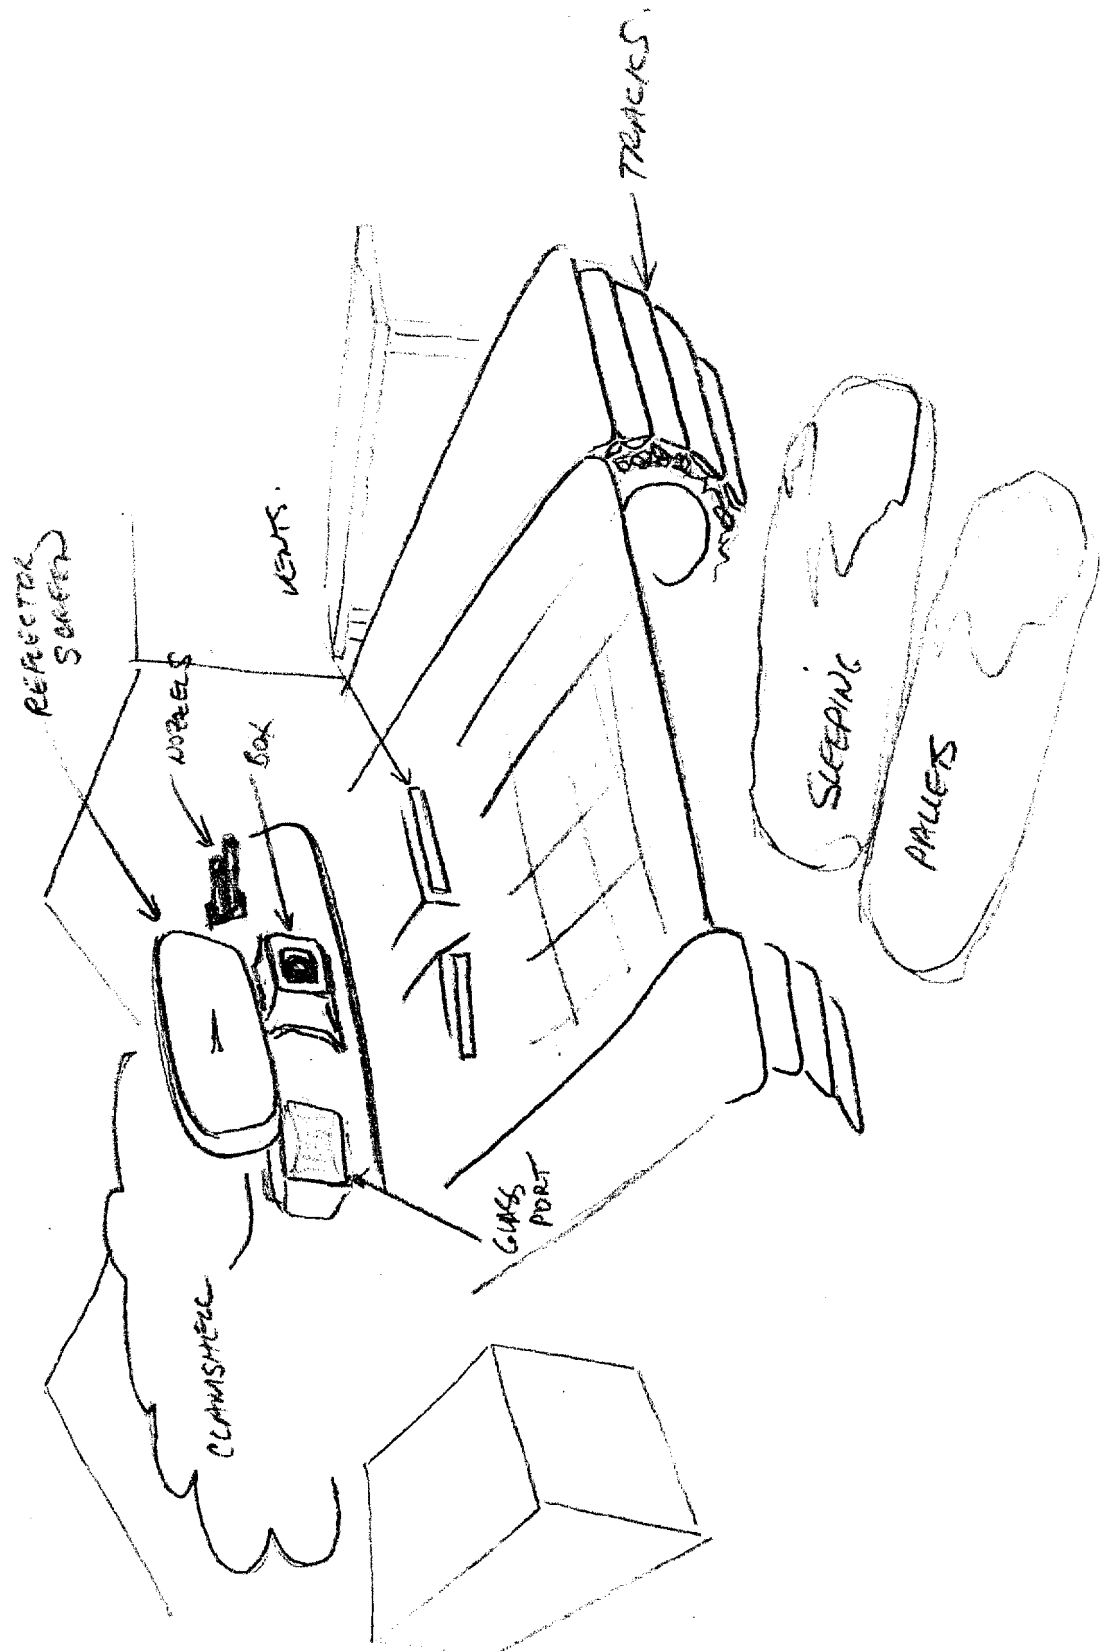 REFLECTOR
SCREEN
NOZZELS
BOX
VENTS.
TRACKS.
CLAMSHELL
GLASS
PORT
SLEEPING
PALLETS